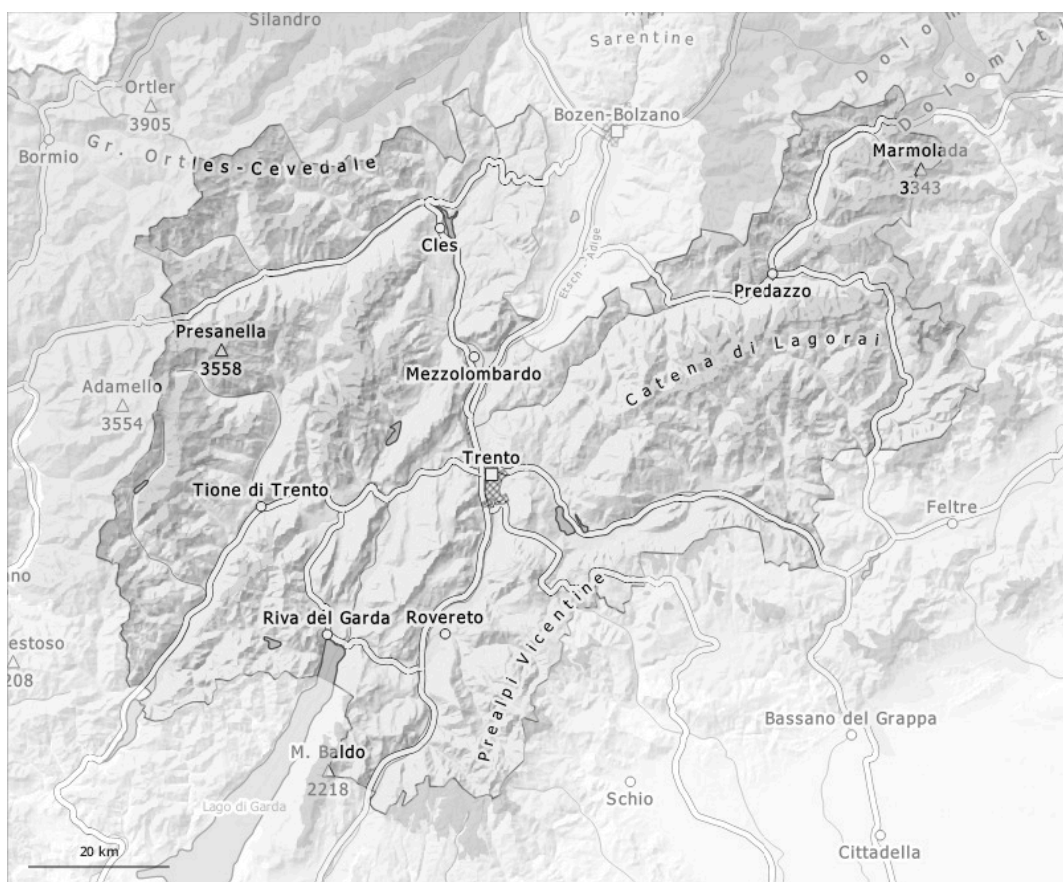 Silandro
Sarentine
Ortler
3905
Bozen-Bolzano
Bormio
Gr. Ortles-Cevedale
Marmolada
3343
Cles
Etsch - Adige
Predazzo
Presanella
3558
Mezzolombardo
Catena di Lagorai
Adamello
3554
Trento
Tione di Trento
Feltre
Riva del Garda
Rovereto
Prealpi Vicentine
208
Bassano del Grappa
M. Baldo
2218
Lago di Garda
Schio
20 km
Cittadella